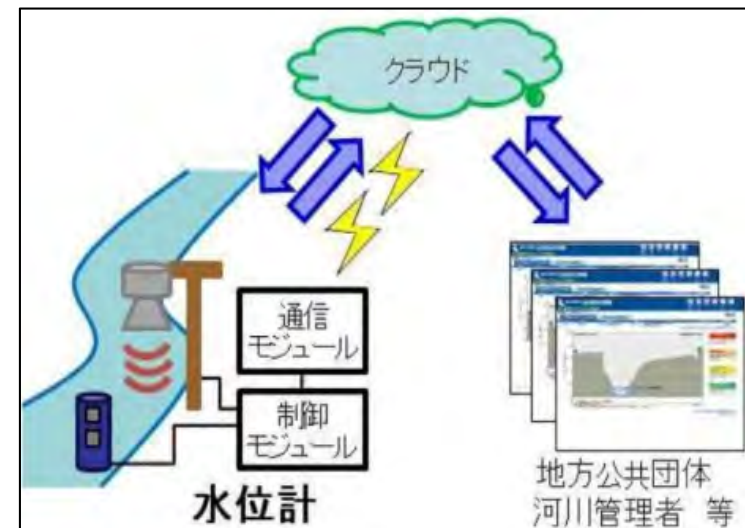 クラウド
通信
モジュール
制御
モジュール
水位計
地方公共団体
河川管理者 等